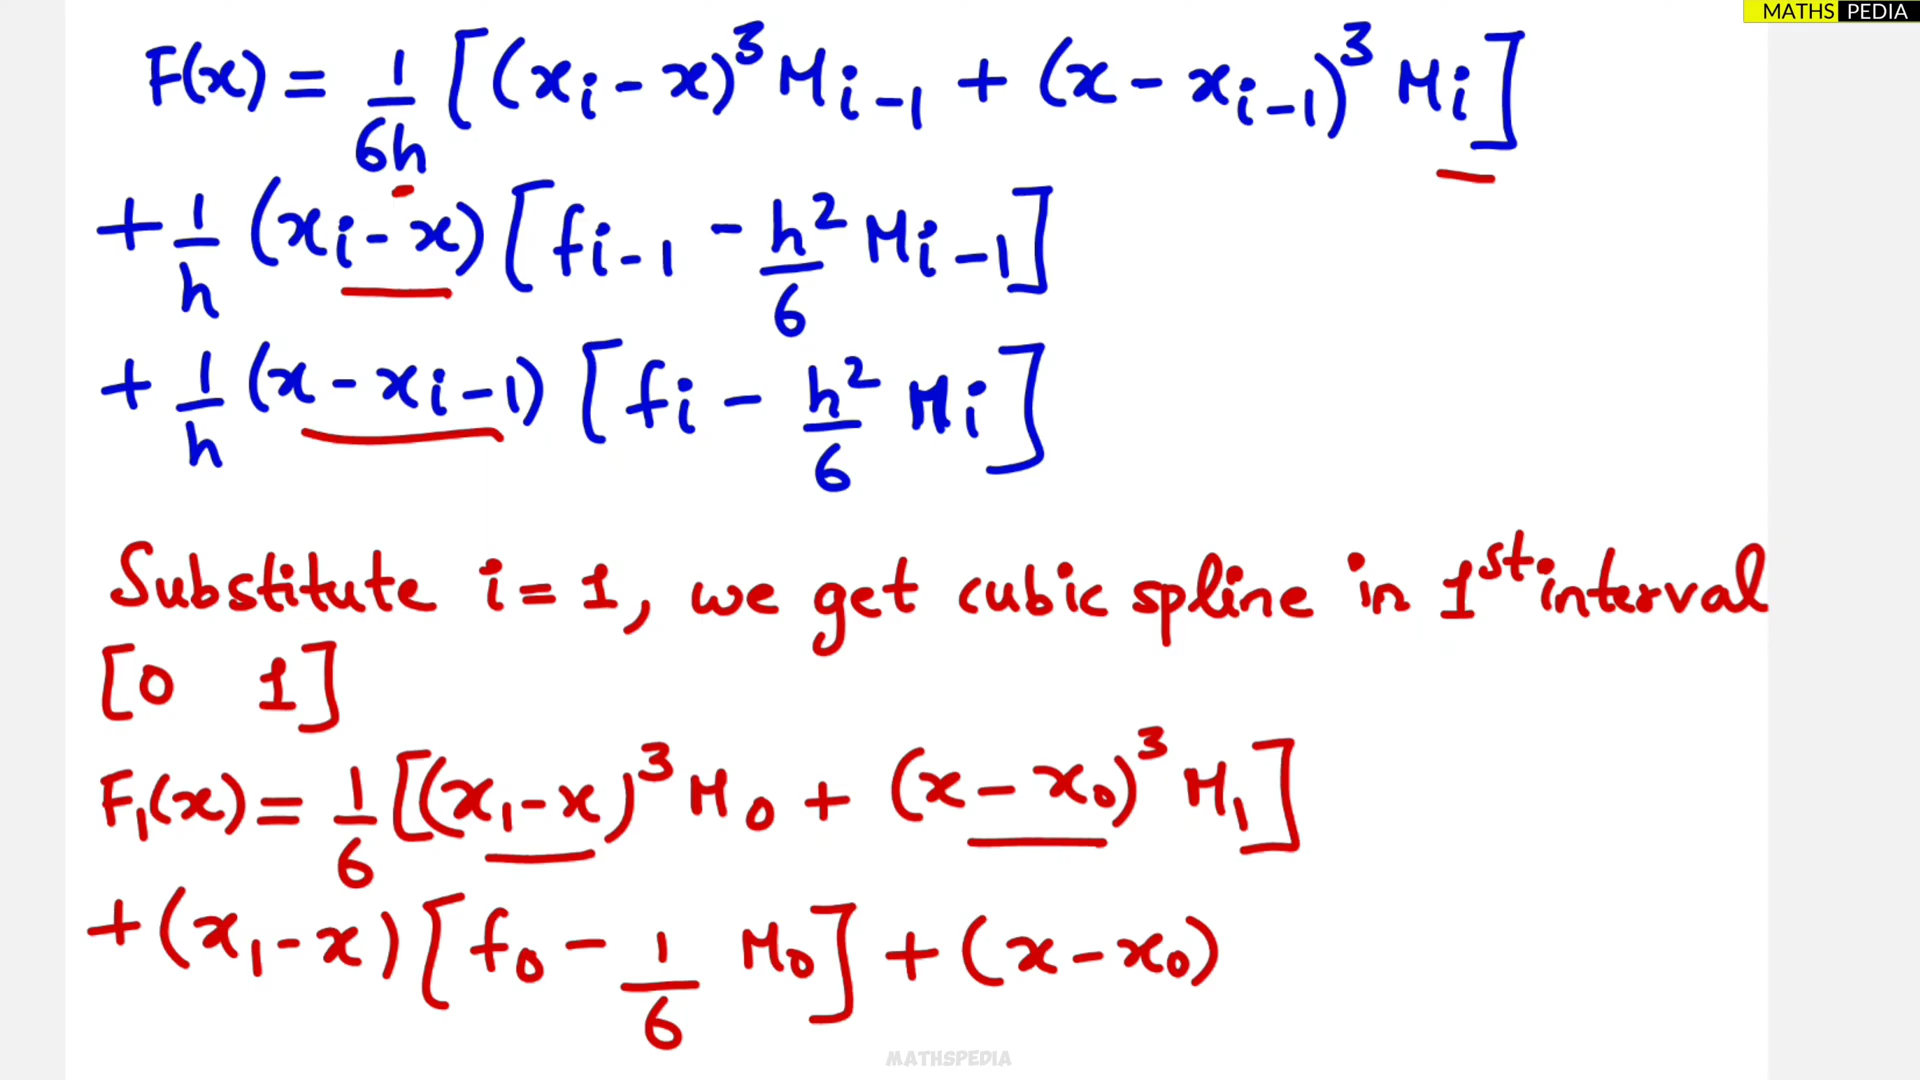 MATHS PEDIA
F(x) = 1/6h [(xᵢ - x)³ Mᵢ₋₁ + (x - xᵢ₋₁)³ Mᵢ]
+ 1/h (xᵢ - x) [fᵢ₋₁ - h²/6 Mᵢ₋₁]
+ 1/h (x - xᵢ₋₁) [fᵢ - h²/6 Mᵢ]
Substitute i = 1, we get cubic spline in 1ˢᵗ interval
[0 1]
F₁(x) = 1/6 [(x₁ - x)³ M₀ + (x - x₀)³ M₁]
+ (x₁ - x) [f₀ - 1/6 M₀] + (x - x₀)
MATHSPEDIA